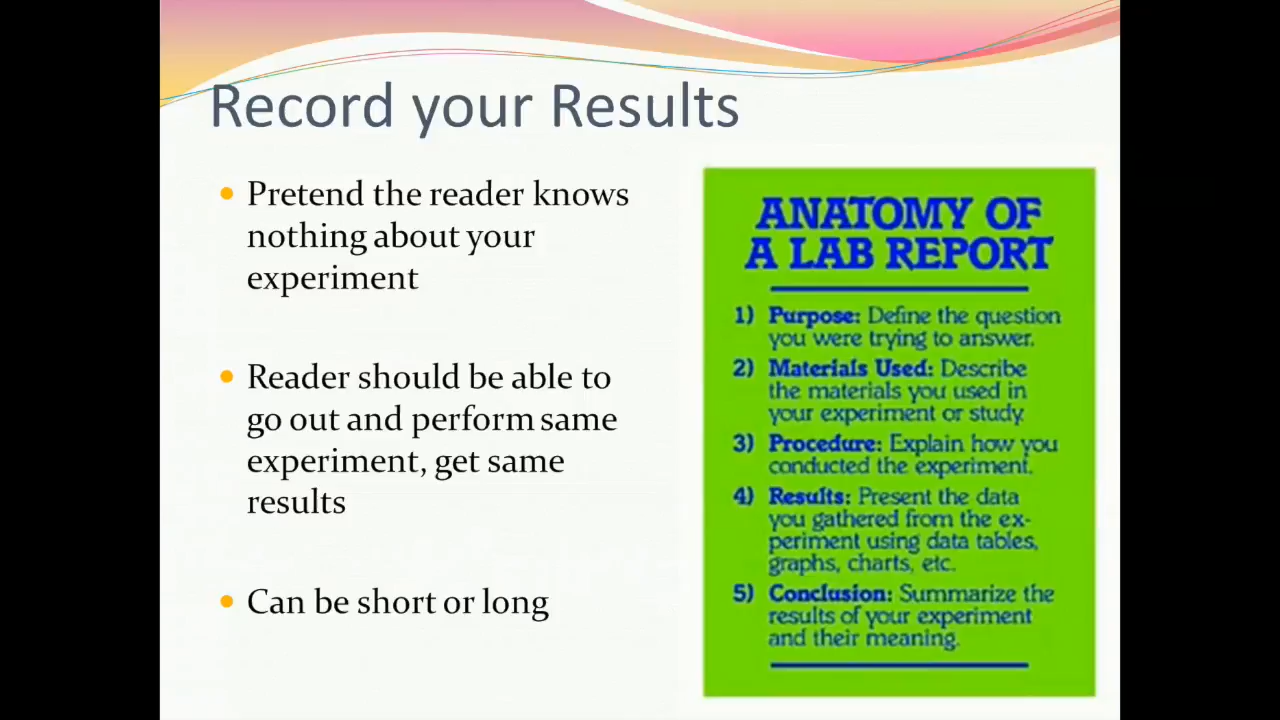 Record your Results
Pretend the reader knows
nothing about your
experiment
Reader should be able to
go out and perform same
experiment, get same
results
Can be short or long
ANATOMY OF
A LAB REPORT
1) Purpose: Define the question
you were trying to answer.
2) Materials Used: Describe
the materials you used in
your experiment or study.
3) Procedure: Explain how you
conducted the experiment.
4) Results: Present the data
you gathered from the ex-
periment using data tables,
graphs, charts, etc.
5) Conclusion: Summarize the
results of your experiment
and their meaning.